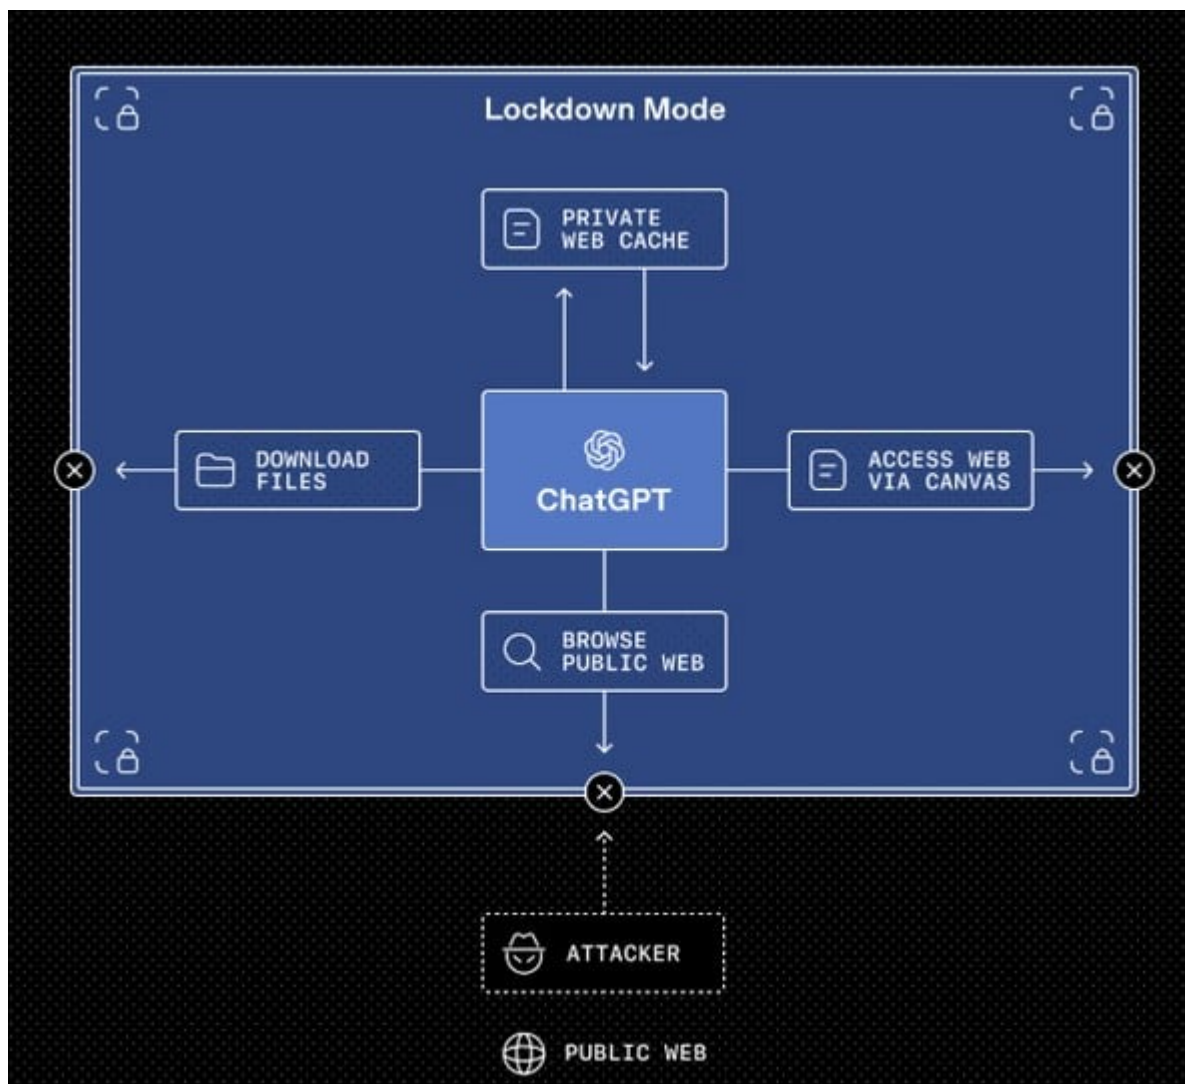 Lockdown Mode
PRIVATE
WEB CACHE
DOWNLOAD
FILES
ChatGPT
ACCESS WEB
VIA CANVAS
BROWSE
PUBLIC WEB
ATTACKER
PUBLIC WEB